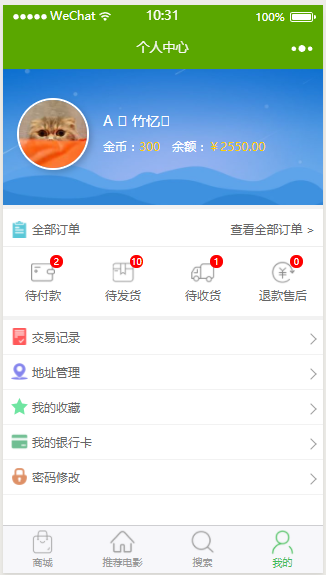 WeChat 10:31 100%
个人中心
A 竹忆
金币：300 余额：￥2550.00
全部订单 查看全部订单 >
2 10 1 0
待付款 待发货 待收货 退款售后
交易记录
地址管理
我的收藏
我的银行卡
密码修改
商城 推荐电影 搜索 我的